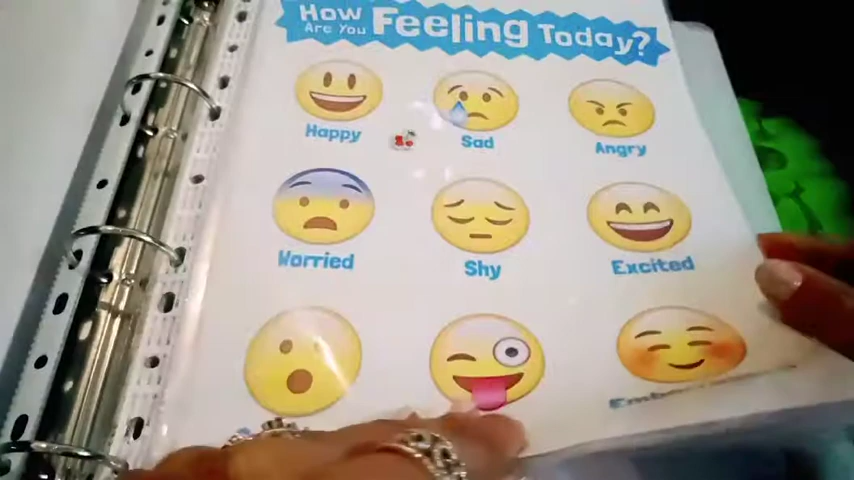 How Are You Feeling Today?
Happy
Sad
Angry
Worried
Shy
Excited